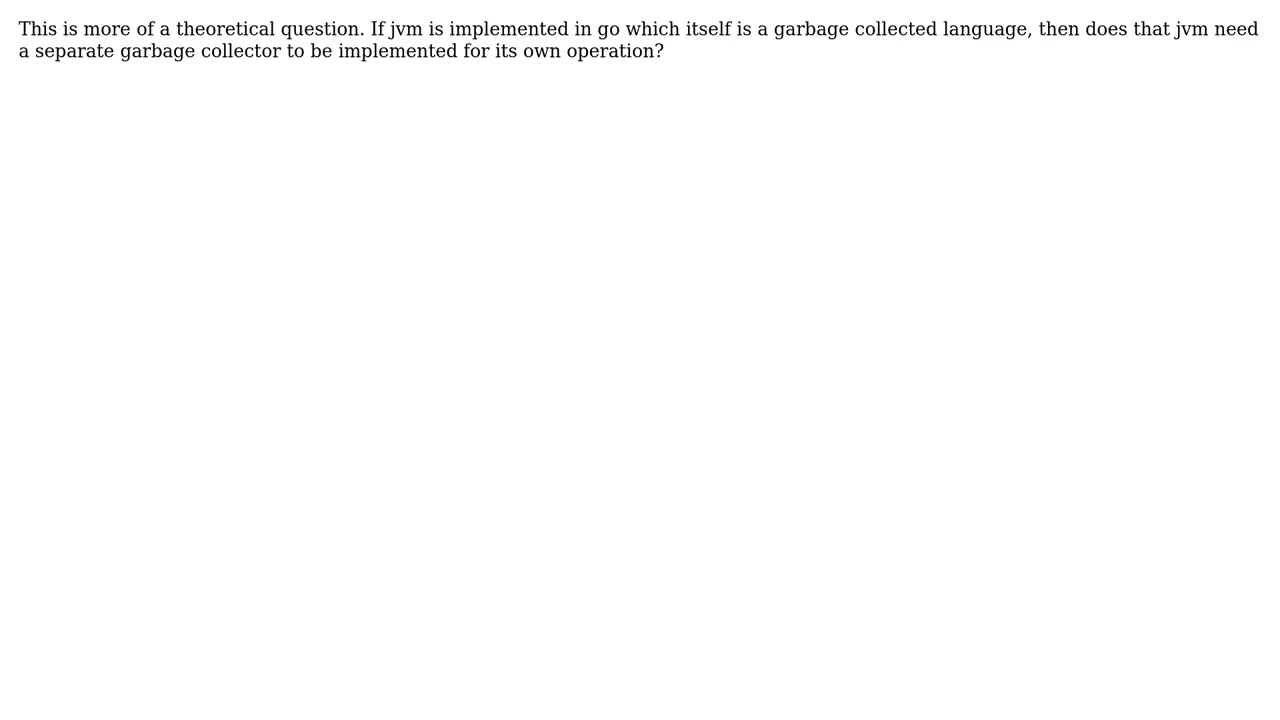 This is more of a theoretical question. If jvm is implemented in go which itself is a garbage collected language, then does that jvm need
a separate garbage collector to be implemented for its own operation?